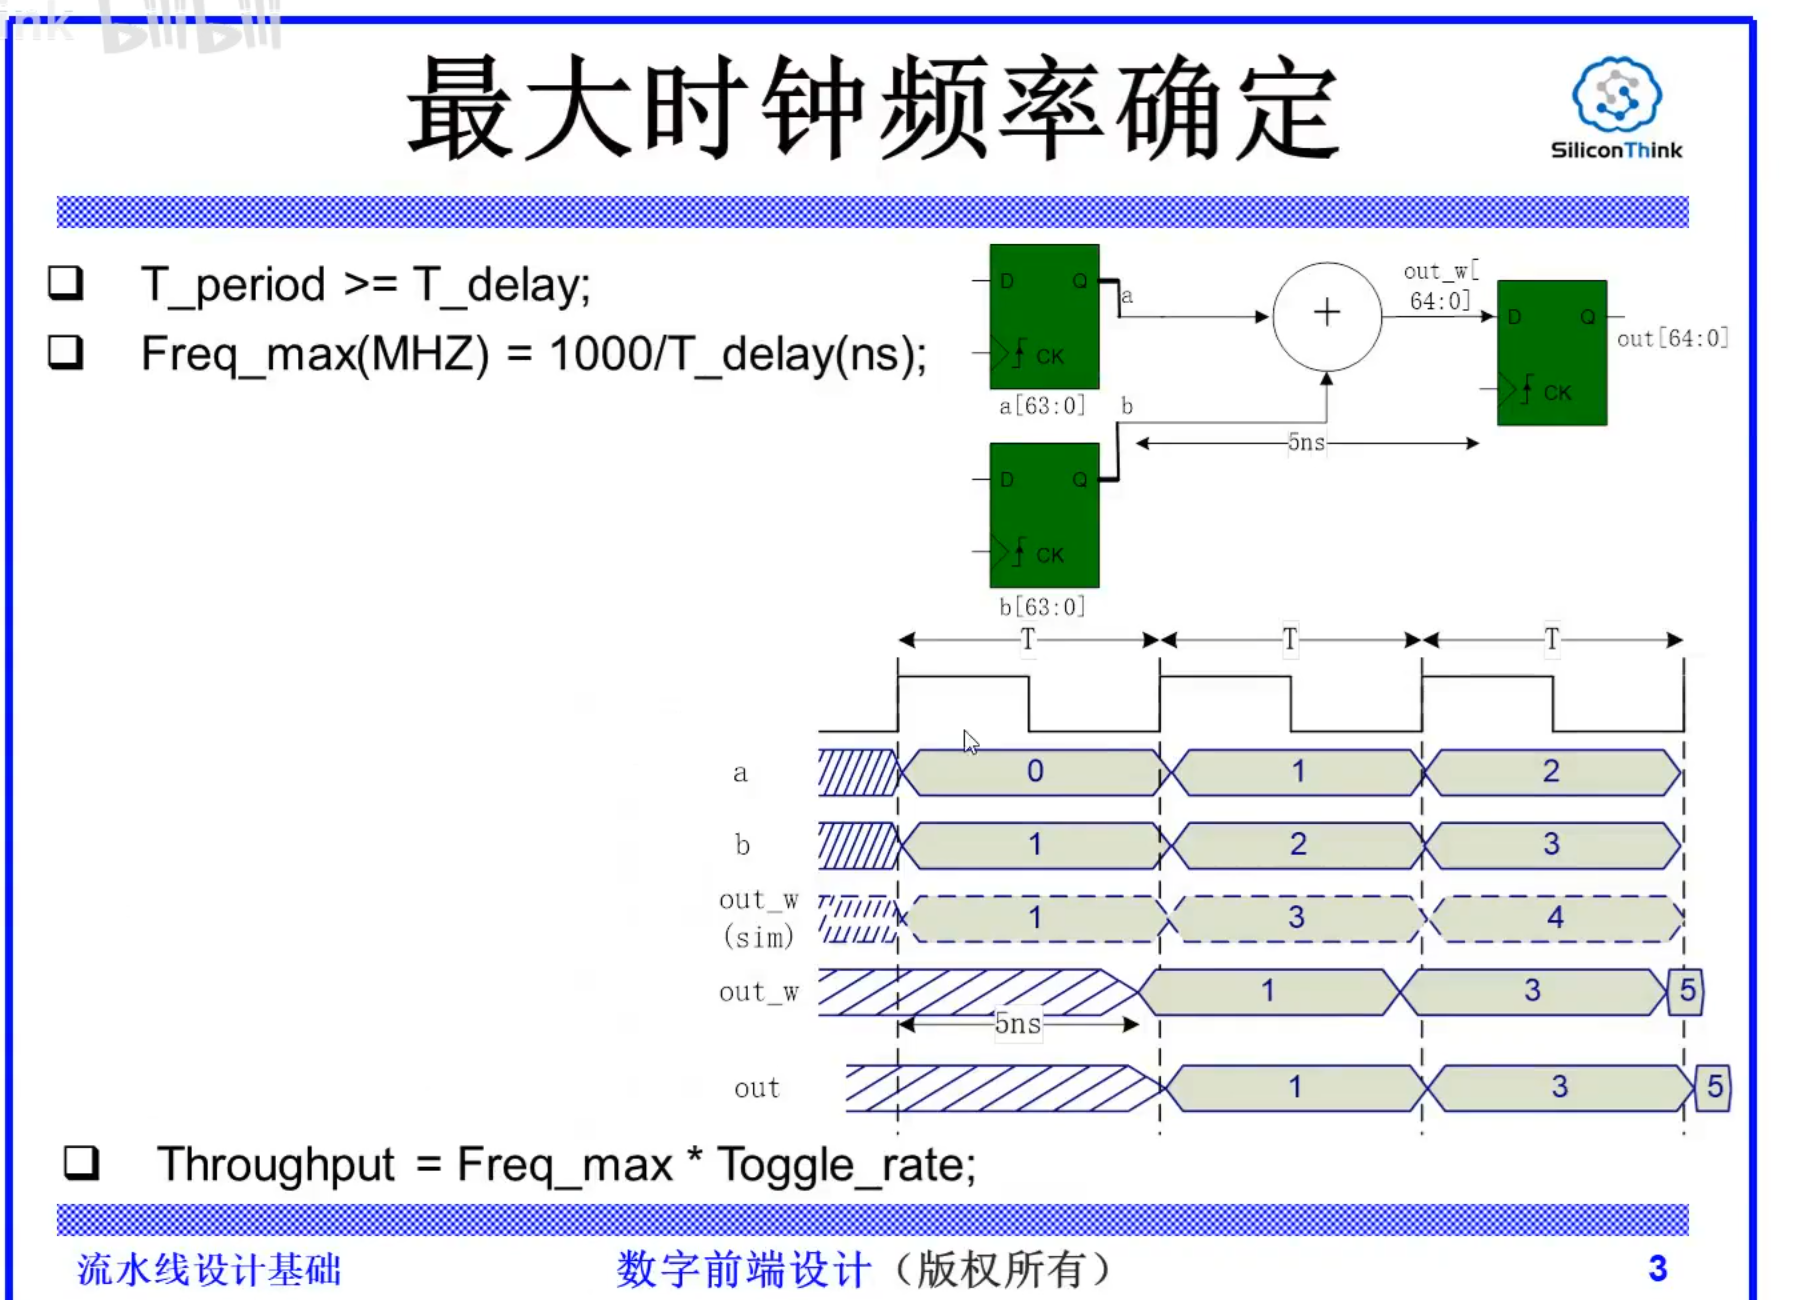 ink bilibili
最大时钟频率确定
SiliconThink
T_period >= T_delay;
Freq_max(MHZ) = 1000/T_delay(ns);
D Q
CK
a[63:0]
a
+
out_w[
64:0]
D Q
CK
out[64:0]
b
5ns
D Q
CK
b[63:0]
T T T
a 0 1 2
b 1 2 3
out_w
(sim) 1 3 4
out_w 1 3 5
5ns
out 1 3 5
Throughput = Freq_max * Toggle_rate;
流水线设计基础 数字前端设计（版权所有） 3